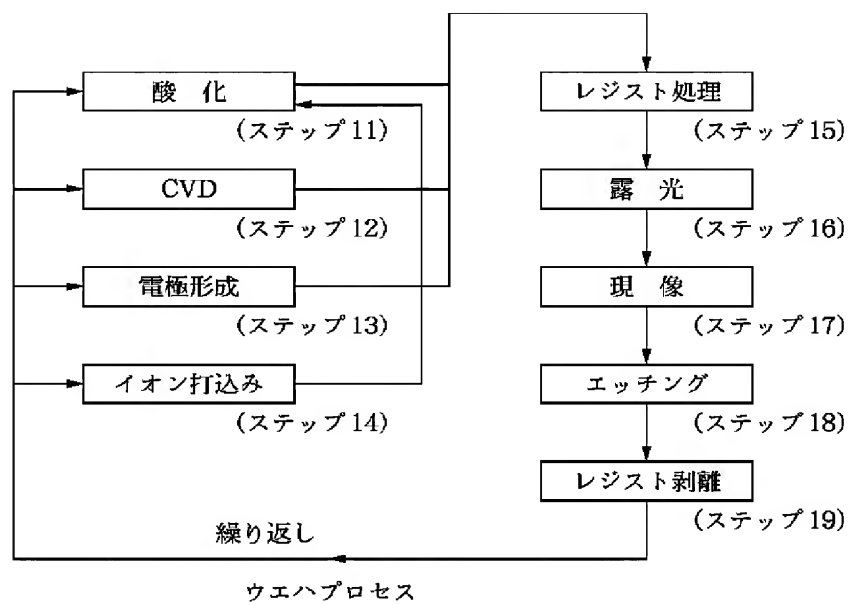 酸 化
(ステップ11)
CVD
(ステップ12)
電極形成
(ステップ13)
イオン打込み
(ステップ14)
レジスト処理
(ステップ15)
露 光
(ステップ16)
現 像
(ステップ17)
エッチング
(ステップ18)
レジスト剥離
(ステップ19)
繰り返し
ウエハプロセス